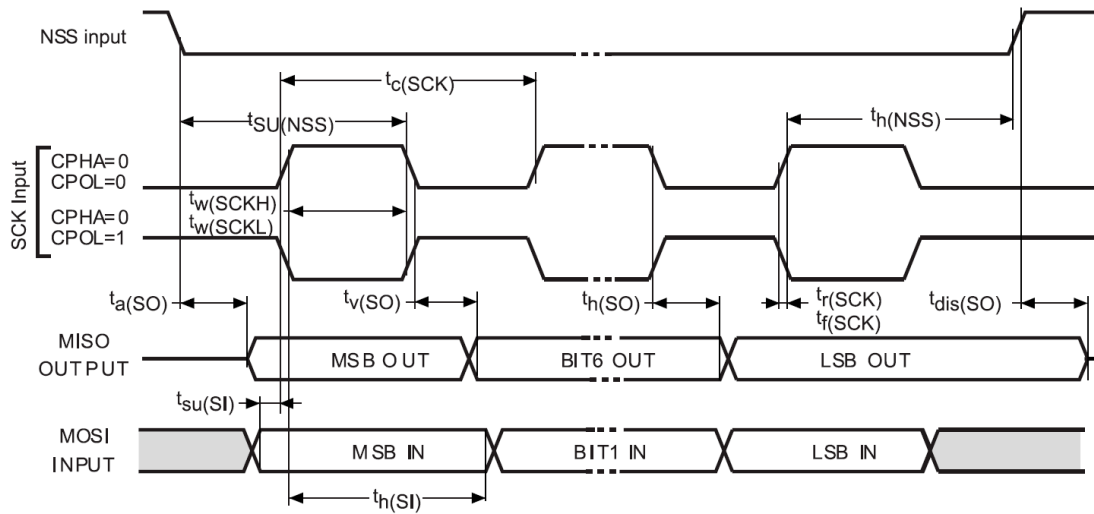 NSS input
tc(SCK)
tSU(NSS)
th(NSS)
SCK Input
CPHA=0
CPOL=0
tw(SCKH)
CPHA=0
tw(SCKL)
CPOL=1
ta(SO)
tv(SO)
th(SO)
tr(SCK)
tf(SCK)
tdis(SO)
MISO
OUTPUT
MSB OUT
BIT6 OUT
LSB OUT
tsu(SI)
MOSI
INPUT
MSB IN
BIT1 IN
LSB IN
th(SI)